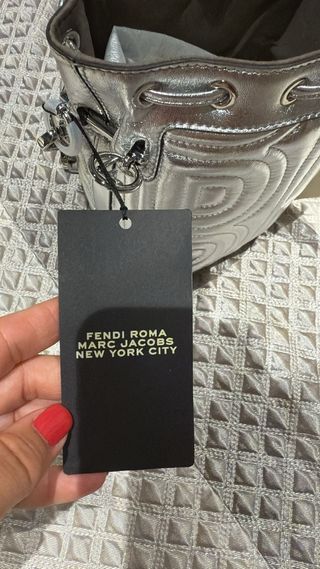 FENDI ROMA
MARC JACOBS
NEW YORK CITY